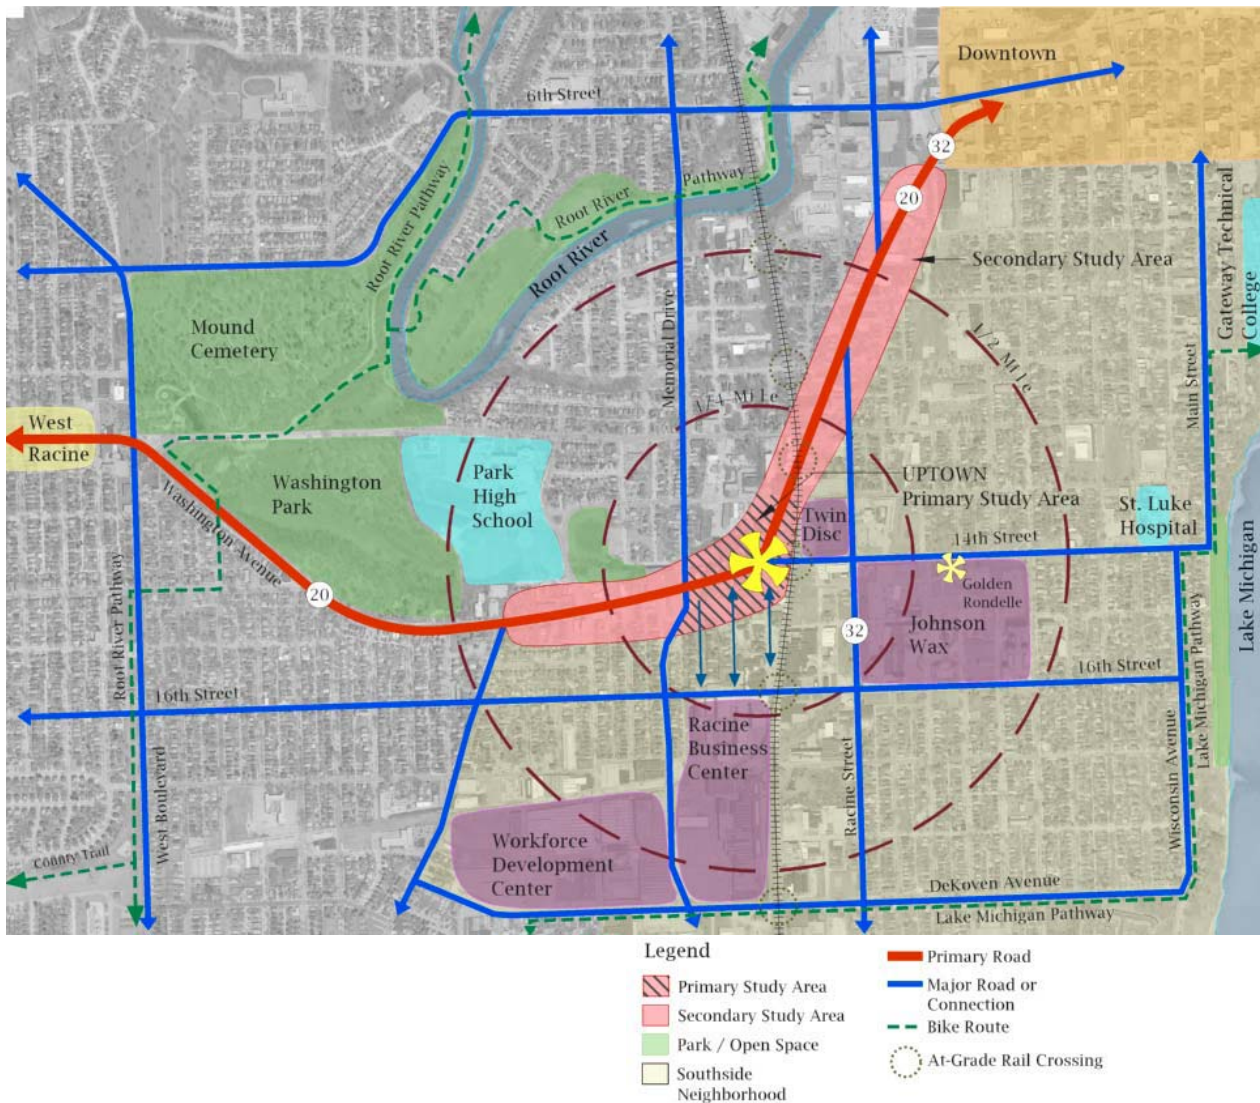 Downtown
6th Street
32
20
Root River Pathway
Root River
Pathway
Root River
Secondary Study Area
Gateway Technical
College
Mound
Cemetery
Memorial Drive
1/2 Mile
1/4 Mile
Main Street
West
Racine
Washington
Park
Park
High
School
UPTOWN
Primary Study Area
Twin
Disc
St. Luke
Hospital
14th Street
Washington Avenue
20
Golden
Rondelle
Johnson
Wax
32
Lake Michigan
Root River Pathway
16th Street
16th Street
Lake Michigan Pathway
Racine
Business
Center
Racine Street
Wisconsin Avenue
West Boulevard
Workforce
Development
Center
County Trail
DeKoven Avenue
Lake Michigan Pathway
Legend
Primary Study Area
Secondary Study Area
Park / Open Space
Southside
Neighborhood
Primary Road
Major Road or
Connection
Bike Route
At-Grade Rail Crossing